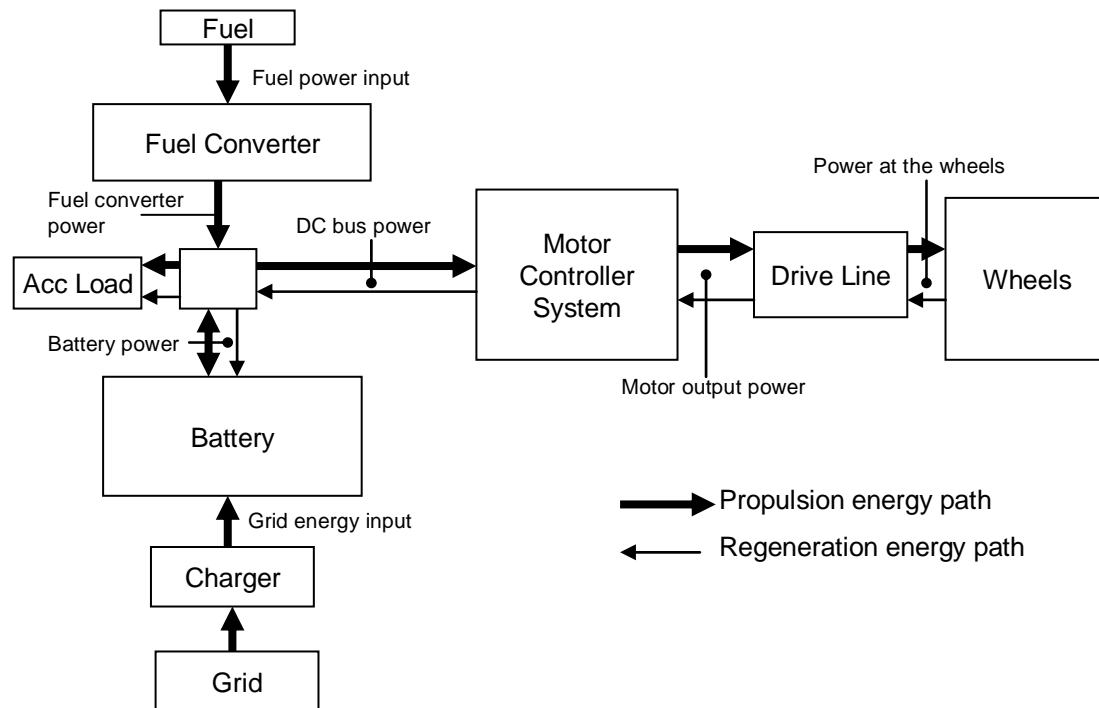 Fuel
Fuel power input
Fuel Converter
Fuel converter
power
DC bus power
Power at the wheels
Acc Load
Motor
Controller
System
Drive Line
Wheels
Battery power
Motor output power
Battery
Propulsion energy path
Grid energy input
Regeneration energy path
Charger
Grid